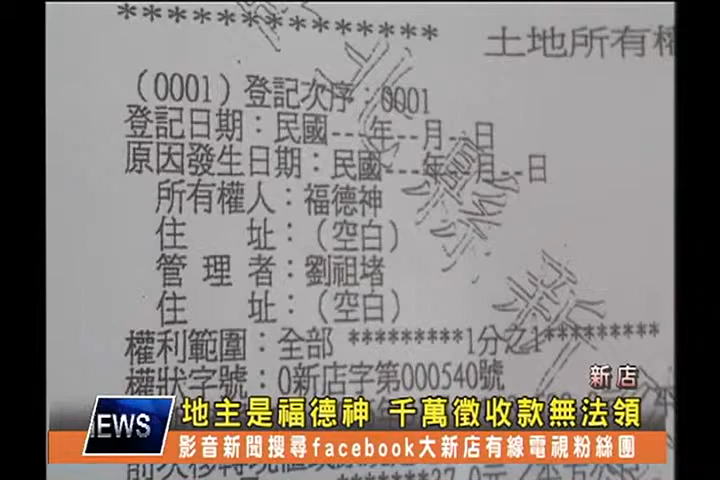 **************
土地所有權
（0001）登記次序：0001
登記日期：民國---年--月--日
原因發生日期：民國---年--月--日
所有權人：福德神
住　　址：（空白）
管 理 者：劉祖堵
住　　址：（空白）
權利範圍：全部 *********1分之1*********
權狀字號：0新店字第000540號
新店
NEWS
地主是福德神 千萬徵收款無法領
影音新聞搜尋facebook大新店有線電視粉絲團